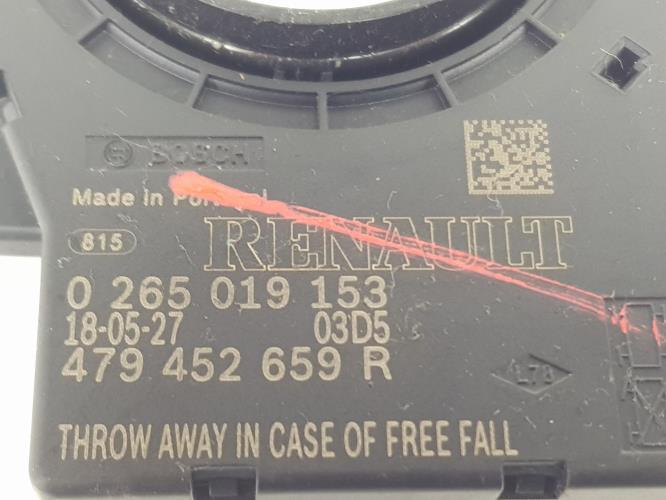 BOSCH
Made in Portugal
815
RENAULT
0 265 019 153
18-05-27 03D5
479 452 659 R
L78
THROW AWAY IN CASE OF FREE FALL